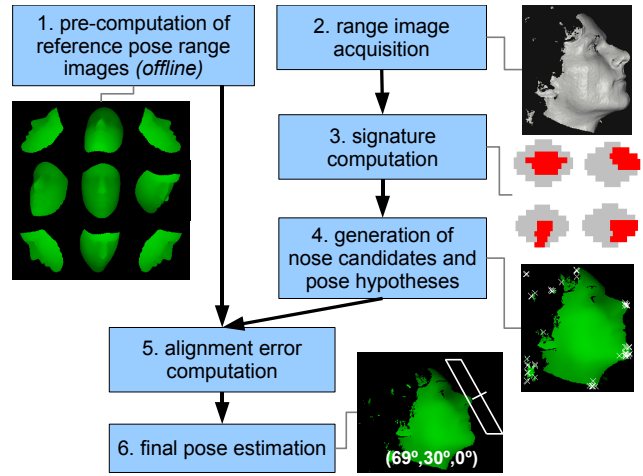 1. pre-computation of
reference pose range
images (offline)
2. range image
acquisition
3. signature
computation
4. generation of
nose candidates and
pose hypotheses
5. alignment error
computation
6. final pose estimation
(69º,30º,0º)